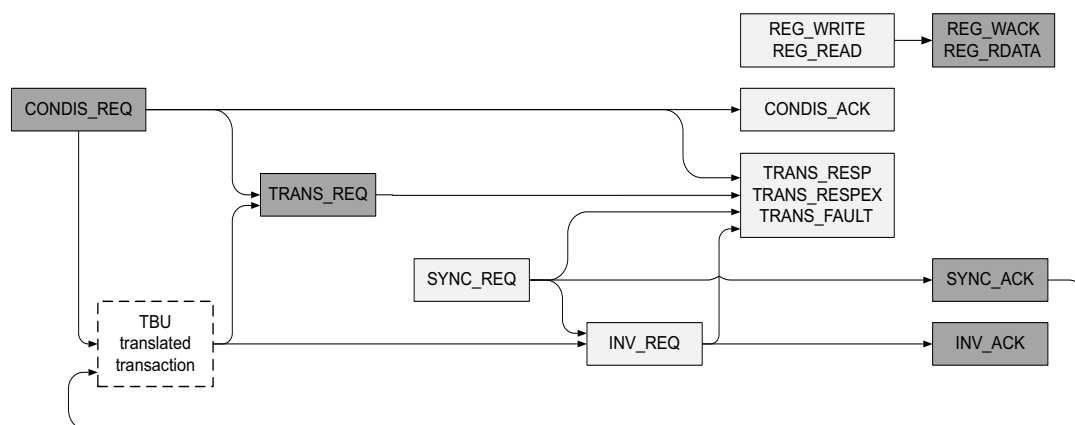 REG_WRITE
REG_READ
REG_WACK
REG_RDATA
CONDIS_REQ
CONDIS_ACK
TRANS_REQ
TRANS_RESP
TRANS_RESPEX
TRANS_FAULT
SYNC_REQ
SYNC_ACK
TBU
translated
transaction
INV_REQ
INV_ACK